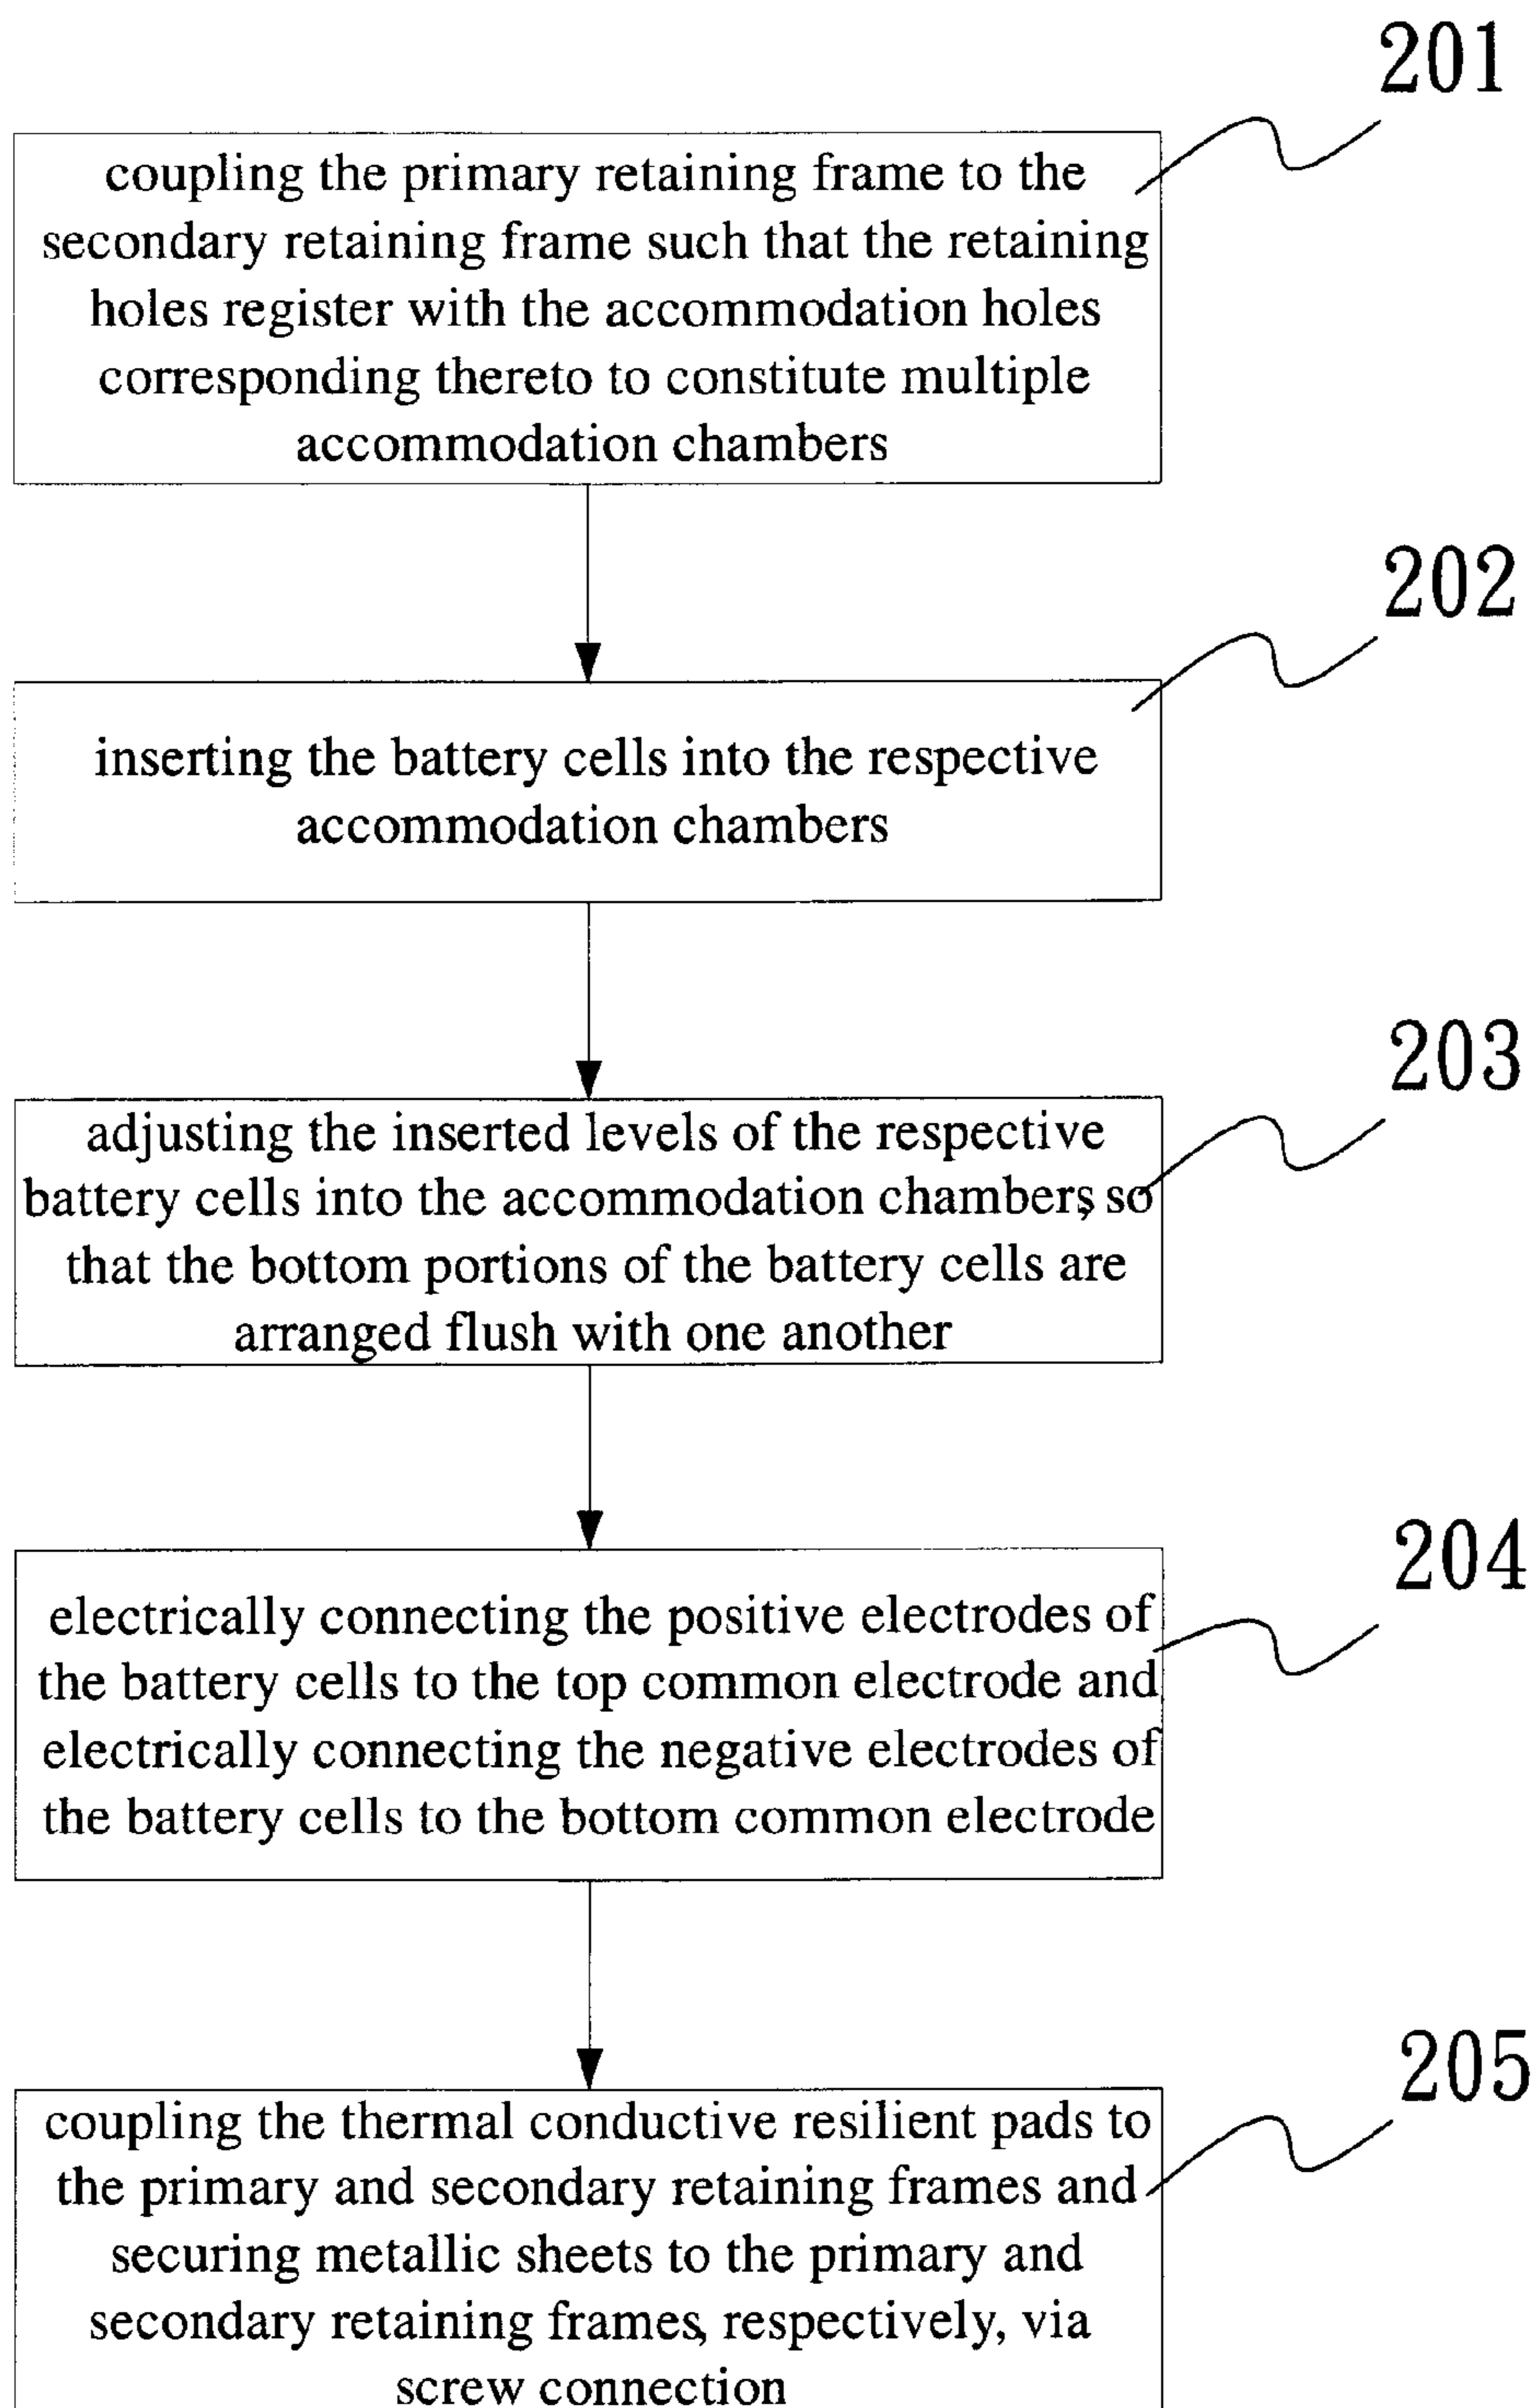 201
coupling the primary retaining frame to the
secondary retaining frame such that the retaining
holes register with the accommodation holes
corresponding thereto to constitute multiple
accommodation chambers
202
inserting the battery cells into the respective
accommodation chambers
203
adjusting the inserted levels of the respective
battery cells into the accommodation chambers, so
that the bottom portions of the battery cells are
arranged flush with one another
204
electrically connecting the positive electrodes of
the battery cells to the top common electrode and
electrically connecting the negative electrodes of
the battery cells to the bottom common electrode
205
coupling the thermal conductive resilient pads to
the primary and secondary retaining frames and
securing metallic sheets to the primary and
secondary retaining frames, respectively, via
screw connection